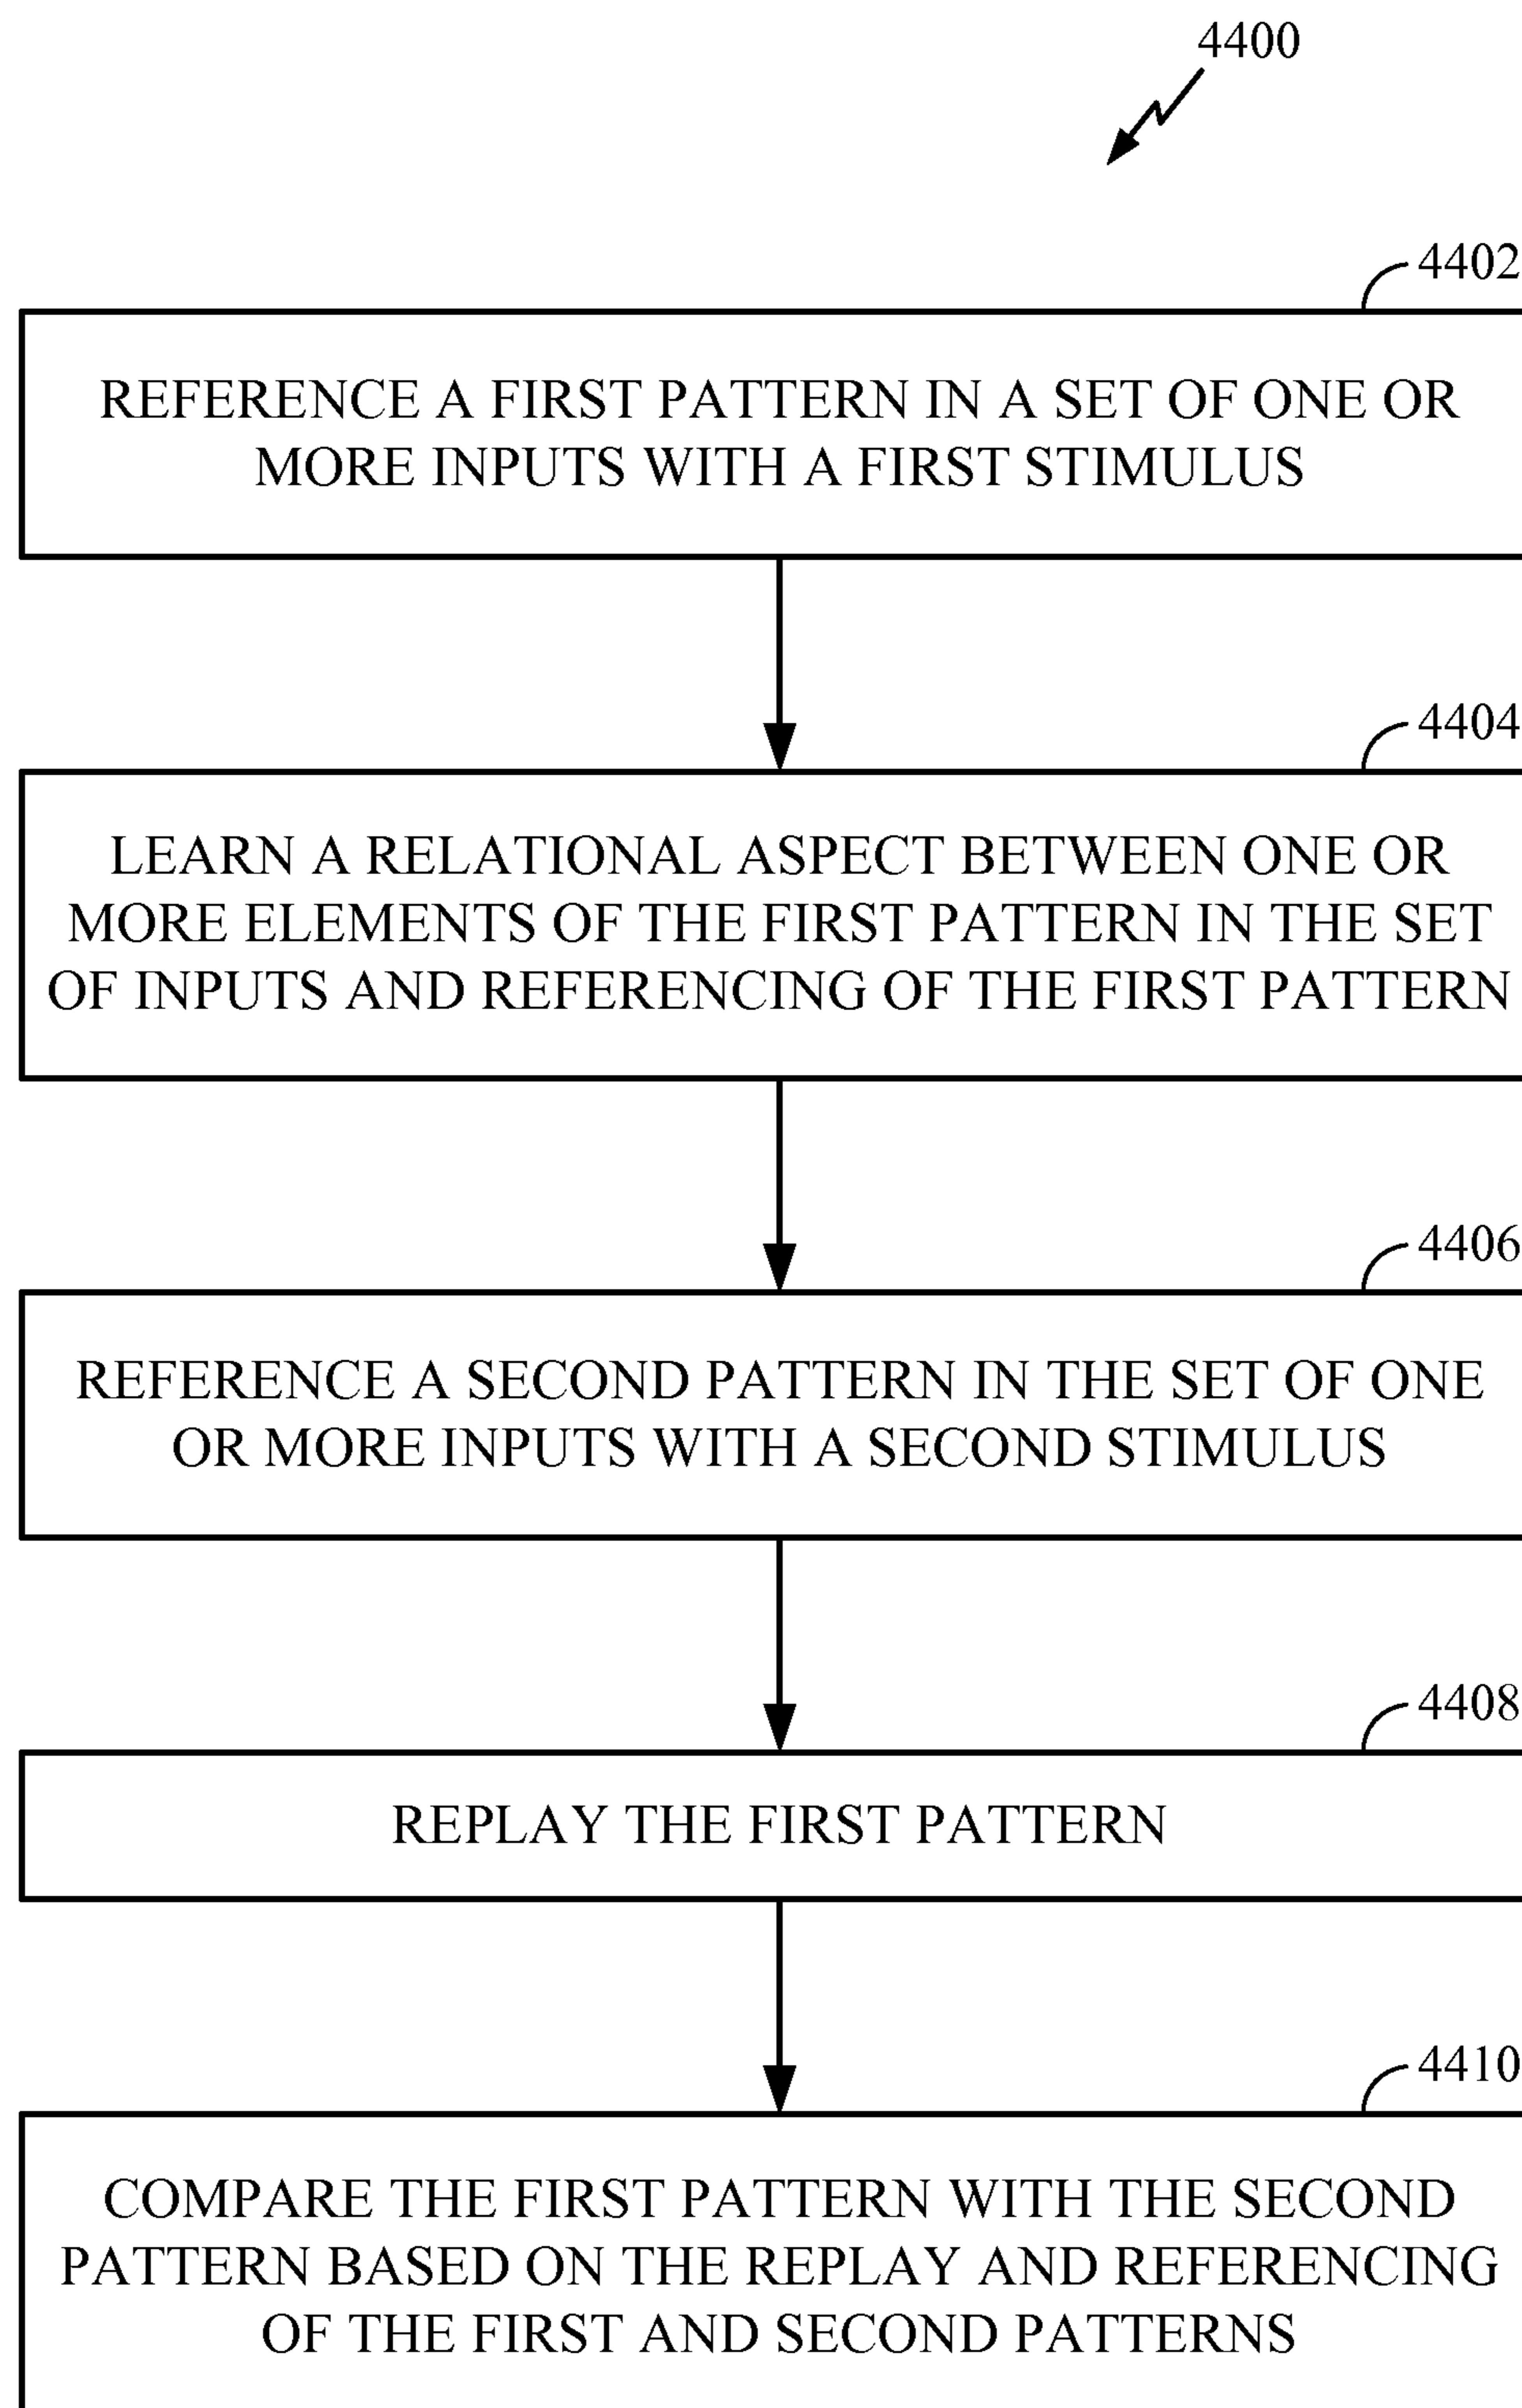 4400
4402
REFERENCE A FIRST PATTERN IN A SET OF ONE OR
MORE INPUTS WITH A FIRST STIMULUS
4404
LEARN A RELATIONAL ASPECT BETWEEN ONE OR
MORE ELEMENTS OF THE FIRST PATTERN IN THE SET
OF INPUTS AND REFERENCING OF THE FIRST PATTERN
4406
REFERENCE A SECOND PATTERN IN THE SET OF ONE
OR MORE INPUTS WITH A SECOND STIMULUS
4408
REPLAY THE FIRST PATTERN
4410
COMPARE THE FIRST PATTERN WITH THE SECOND
PATTERN BASED ON THE REPLAY AND REFERENCING
OF THE FIRST AND SECOND PATTERNS